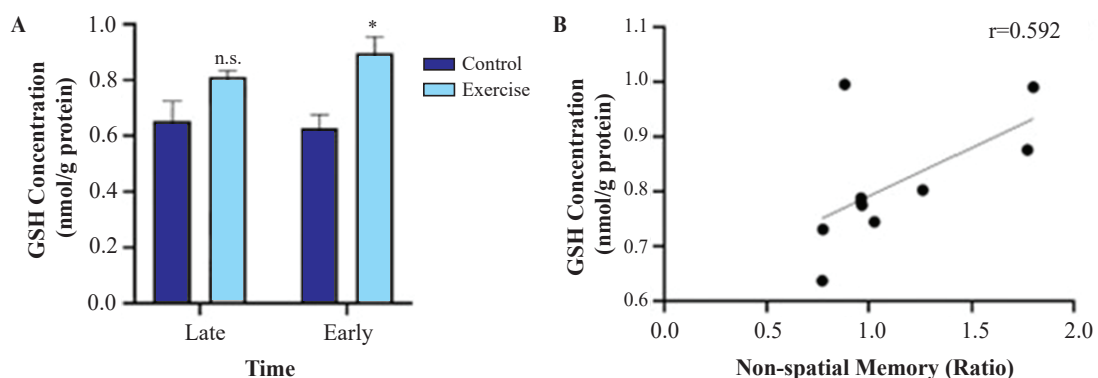 A
GSH Concentration
(nmol/g protein)
1.0
0.8
0.6
0.4
0.2
0.0
n.s.
*
Control
Exercise
Late
Early
Time
B
r=0.592
GSH Concentration
(nmol/g protein)
1.1
1.0
0.9
0.8
0.7
0.6
0.0
0.5
1.0
1.5
2.0
Non-spatial Memory (Ratio)